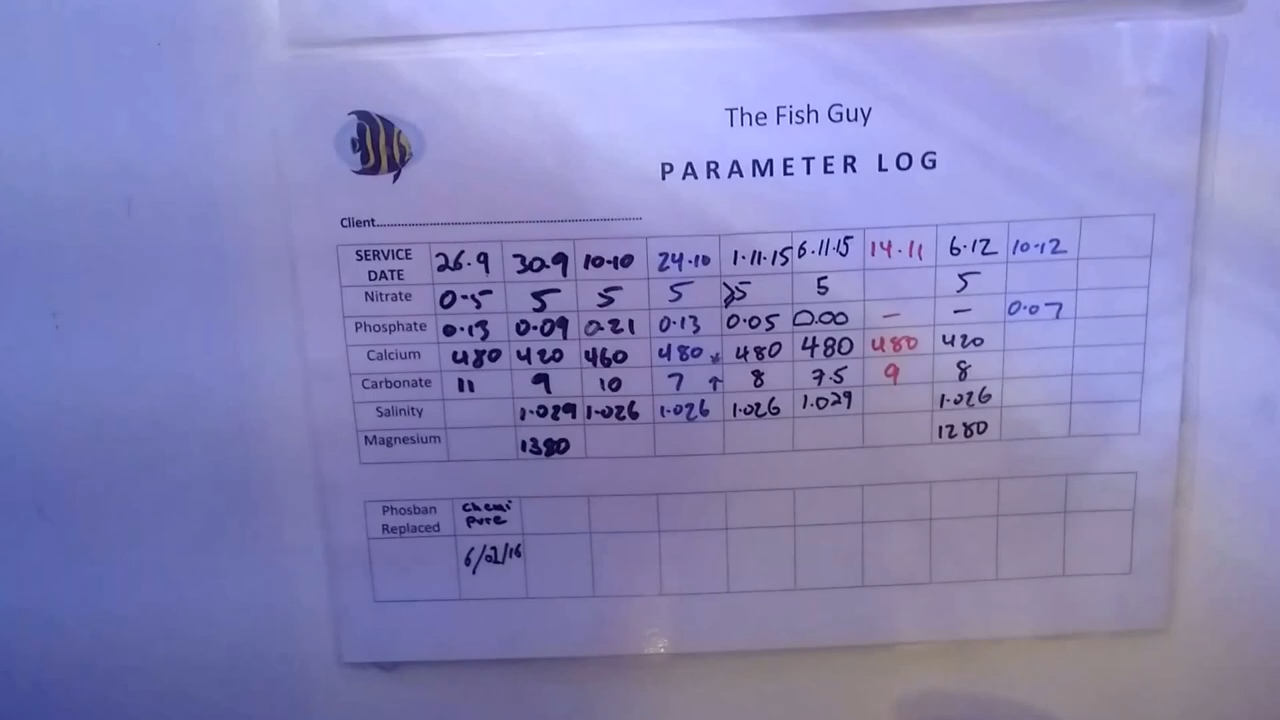 The Fish Guy
PARAMETER LOG
Client........................................................................
SERVICE DATE 26.9 30.9 10-10 24.10 1.11.15 6.11.15 14.11 6.12 10-12
Nitrate 0-5 5 5 5 ≥5 5 5
Phosphate 0.13 0.09 0.21 0.13 0.05 0.00 — — 0.07
Calcium 480 420 460 480 480 480 480 420
Carbonate 11 9 10 7 ↑ 8 7.5 9 8
Salinity 1.029 1.026 1.026 1.026 1.029 1.026
Magnesium 1380 1280
Phosban Replaced Chemi pure
6/02/16